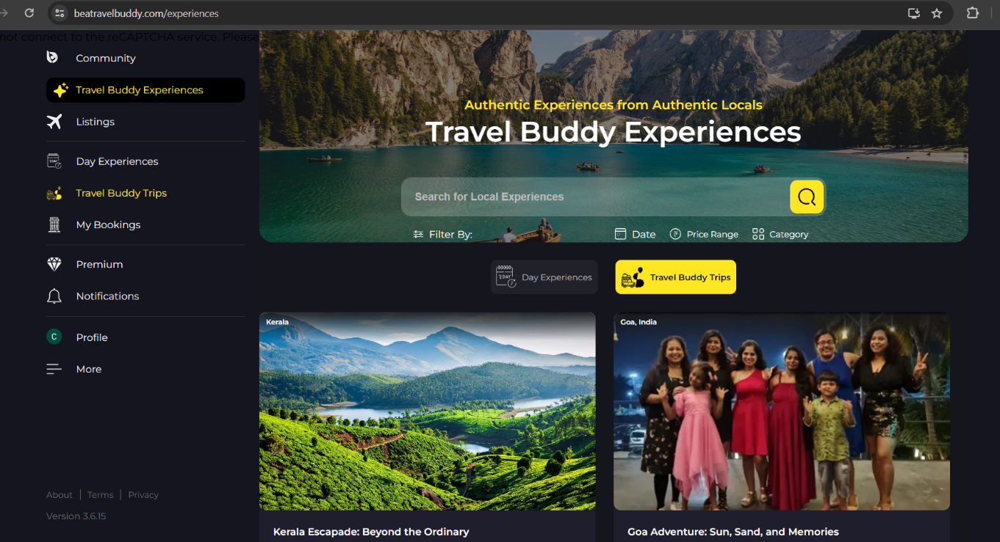 beatravelbuddy.com/experiences
not connect to the reCAPTCHA service. Please
Community
Travel Buddy Experiences
Listings
Day Experiences
Travel Buddy Trips
My Bookings
Premium
Notifications
C
Profile
More
About | Terms | Privacy
Version 3.6.15
Authentic Experiences from Authentic Locals
Travel Buddy Experiences
Search for Local Experiences
Filter By: Date Price Range Category
1 DAY Day Experiences Travel Buddy Trips
Kerala
Kerala Escapade: Beyond the Ordinary
Goa, India
Goa Adventure: Sun, Sand, and Memories